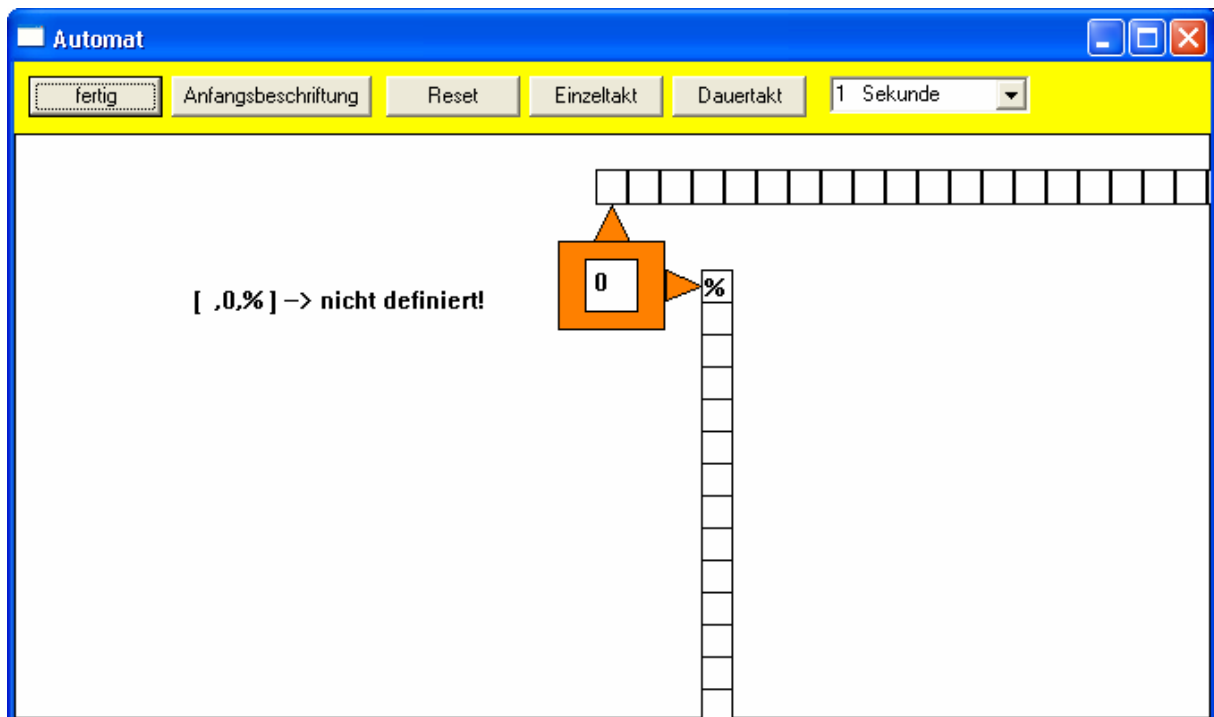 Automat
fertig Anfangsbeschriftung Reset Einzeltakt Dauertakt 1 Sekunde
0
%
[ ,0,% ] –> nicht definiert!